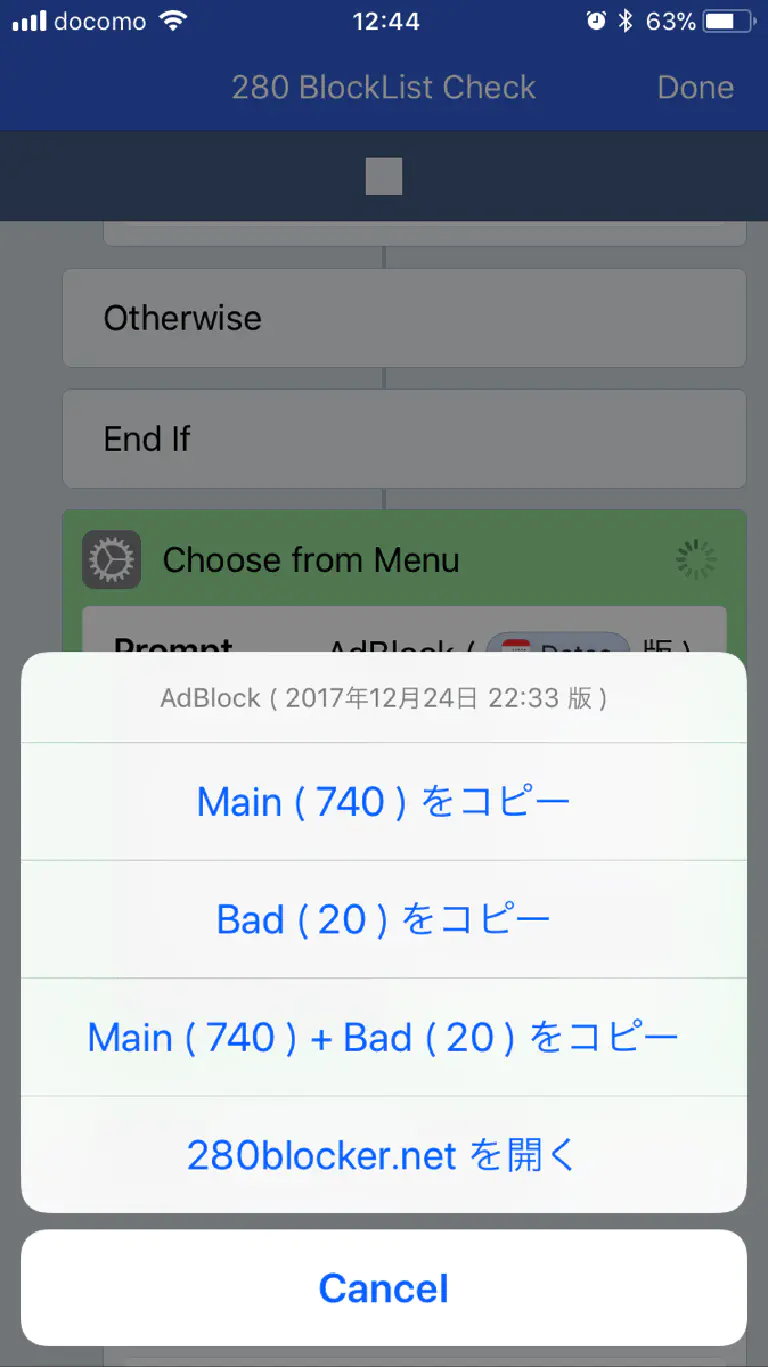 docomo 12:44 63%
280 BlockList Check Done
Otherwise
End If
Choose from Menu
Prompt AdBlock ( Dates 版 )
AdBlock ( 2017年12月24日 22:33 版 )
Main ( 740 ) をコピー
Bad ( 20 ) をコピー
Main ( 740 ) + Bad ( 20 ) をコピー
280blocker.net を開く
Cancel